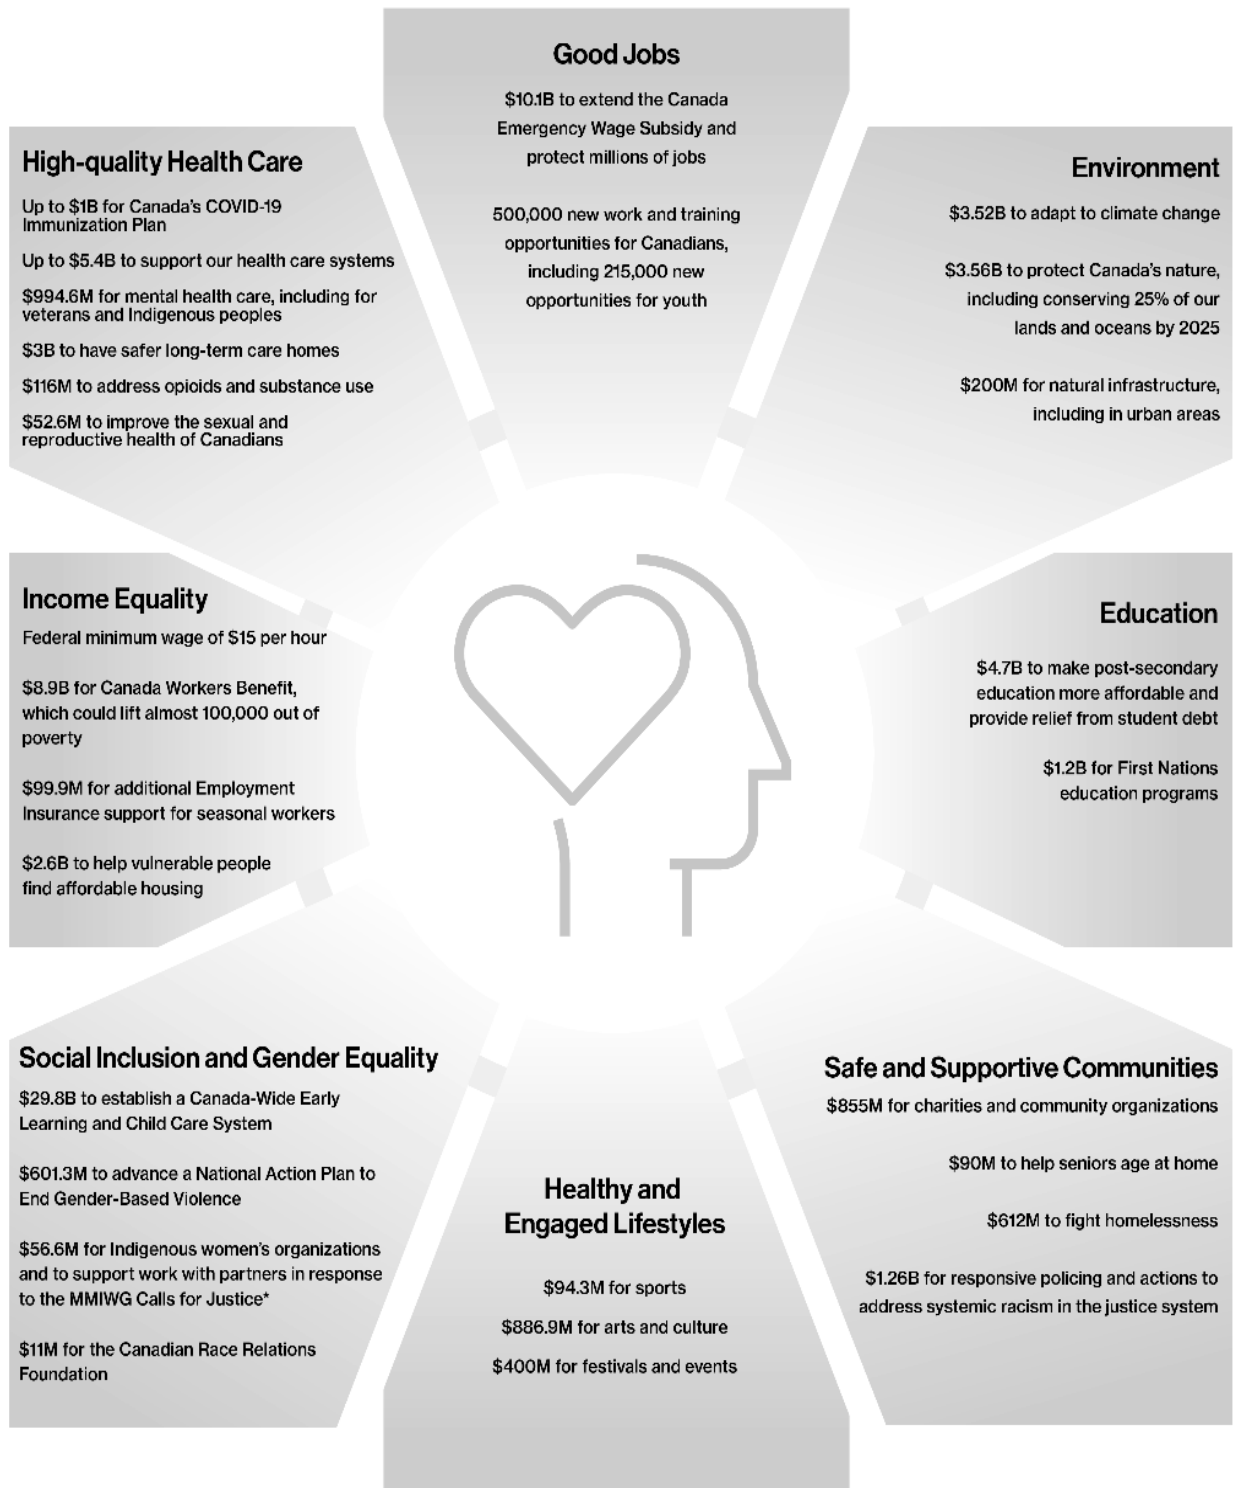 Good Jobs
$10.1B to extend the Canada
Emergency Wage Subsidy and
protect millions of jobs
500,000 new work and training
opportunities for Canadians,
including 215,000 new
opportunities for youth
High-quality Health Care
Up to $1B for Canada's COVID-19
Immunization Plan
Up to $5.4B to support our health care systems
$994.6M for mental health care, including for
veterans and Indigenous peoples
$3B to have safer long-term care homes
$116M to address opioids and substance use
$52.6M to improve the sexual and
reproductive health of Canadians
Environment
$3.52B to adapt to climate change
$3.56B to protect Canada's nature,
including conserving 25% of our
lands and oceans by 2025
$200M for natural infrastructure,
including in urban areas
Income Equality
Federal minimum wage of $15 per hour
$8.9B for Canada Workers Benefit,
which could lift almost 100,000 out of
poverty
$99.9M for additional Employment
Insurance support for seasonal workers
$2.6B to help vulnerable people
find affordable housing
Education
$4.7B to make post-secondary
education more affordable and
provide relief from student debt
$1.2B for First Nations
education programs
Social Inclusion and Gender Equality
$29.8B to establish a Canada-Wide Early
Learning and Child Care System
$601.3M to advance a National Action Plan to
End Gender-Based Violence
$56.6M for Indigenous women's organizations
and to support work with partners in response
to the MMIWG Calls for Justice*
$11M for the Canadian Race Relations
Foundation
Healthy and
Engaged Lifestyles
$94.3M for sports
$886.9M for arts and culture
$400M for festivals and events
Safe and Supportive Communities
$855M for charities and community organizations
$90M to help seniors age at home
$612M to fight homelessness
$1.26B for responsive policing and actions to
address systemic racism in the justice system